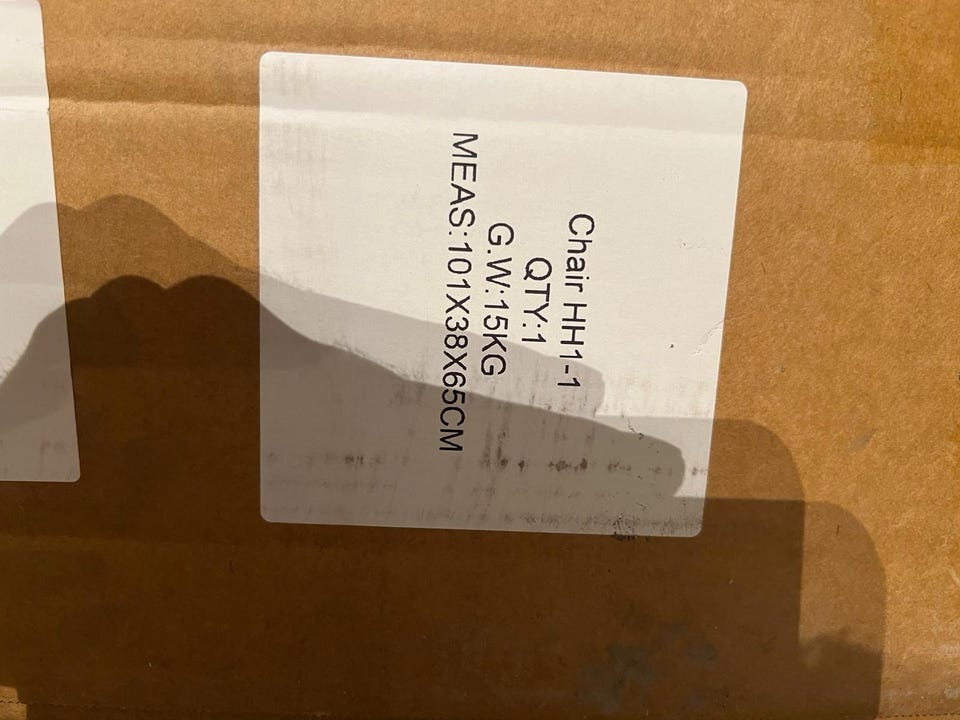 Chair HH1-1
QTY:1
G.W:15KG
MEAS:101X38X65CM